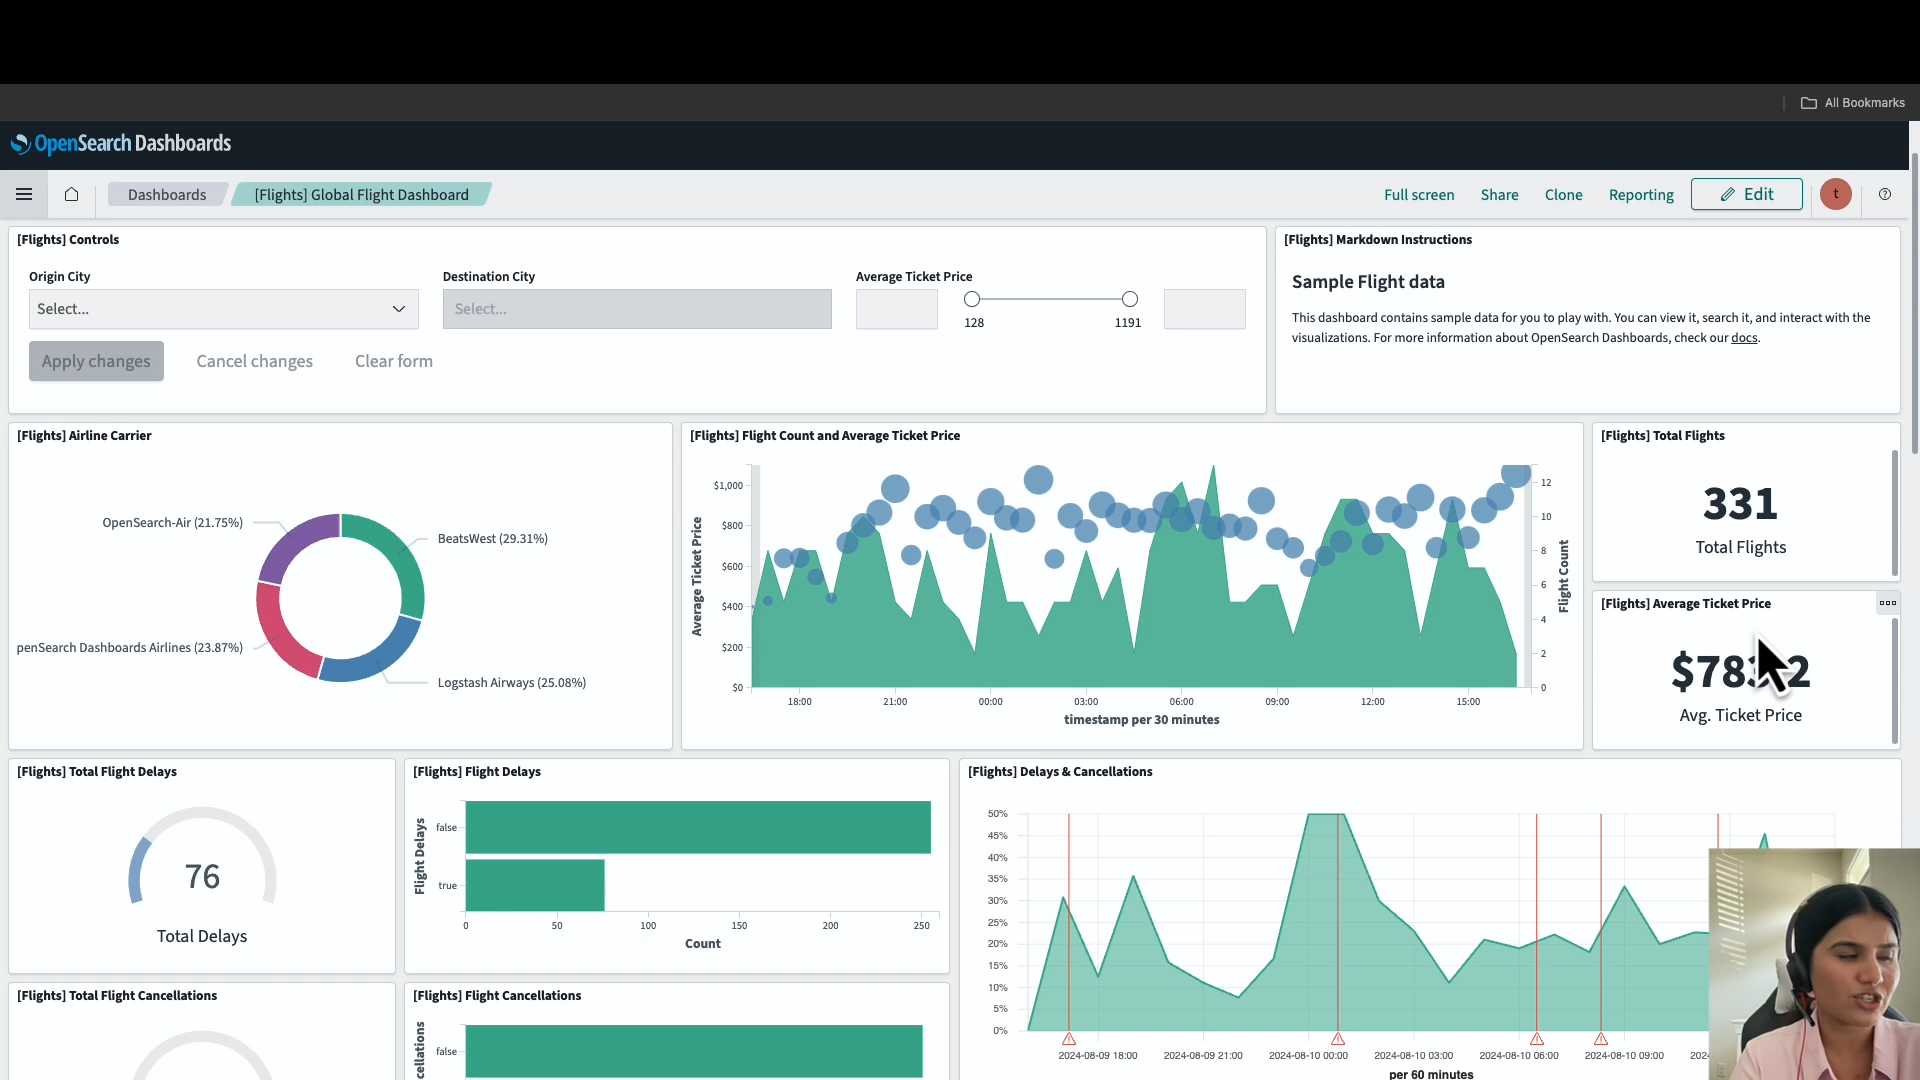 All Bookmarks
OpenSearch Dashboards
Dashboards
[Flights] Global Flight Dashboard
Full screen
Share
Clone
Reporting
Edit
t
[Flights] Controls
Origin City
Destination City
Average Ticket Price
Select...
Select...
128
1191
Apply changes
Cancel changes
Clear form
[Flights] Markdown Instructions
Sample Flight data
This dashboard contains sample data for you to play with. You can view it, search it, and interact with the
visualizations. For more information about OpenSearch Dashboards, check our docs.
[Flights] Airline Carrier
OpenSearch-Air (21.75%)
BeatsWest (29.31%)
penSearch Dashboards Airlines (23.87%)
Logstash Airways (25.08%)
[Flights] Flight Count and Average Ticket Price
Average Ticket Price
$1,000
$800
$600
$400
$200
$0
12
10
8
6
4
2
0
Flight Count
18:00
21:00
00:00
03:00
06:00
09:00
12:00
15:00
timestamp per 30 minutes
[Flights] Total Flights
331
Total Flights
[Flights] Average Ticket Price
Avg. Ticket Price
[Flights] Total Flight Delays
76
Total Delays
[Flights] Flight Delays
Flight Delays
false
true
0
50
100
150
200
250
Count
[Flights] Delays & Cancellations
50%
45%
40%
35%
30%
25%
20%
15%
10%
5%
0%
2024-08-09 18:00
2024-08-09 21:00
2024-08-10 00:00
2024-08-10 03:00
2024-08-10 06:00
2024-08-10 09:00
202
per 60 minutes
[Flights] Total Flight Cancellations
[Flights] Flight Cancellations
cellations
false